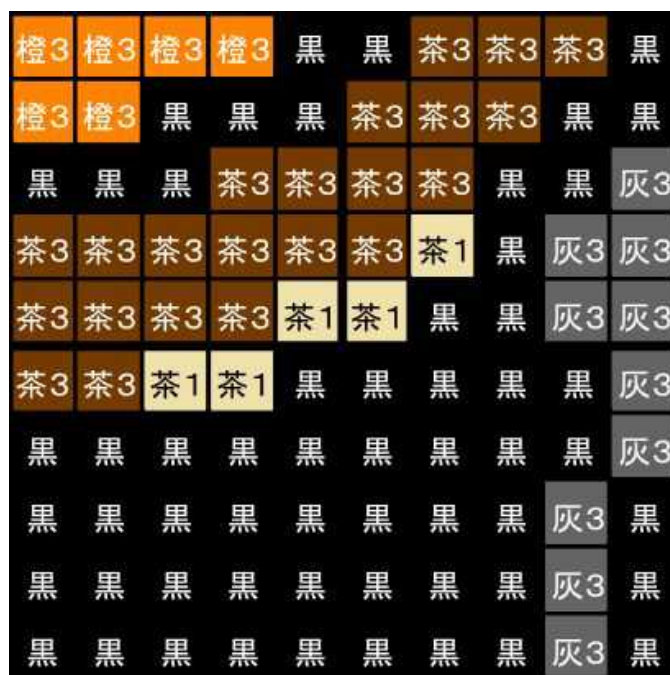 橙3 橙3 橙3 橙3 黒 黒 茶3 茶3 茶3 黒
橙3 橙3 黒 黒 黒 茶3 茶3 茶3 黒 黒
黒 黒 黒 茶3 茶3 茶3 茶3 黒 黒 灰3
茶3 茶3 茶3 茶3 茶3 茶3 茶1 黒 灰3 灰3
茶3 茶3 茶3 茶3 茶1 茶1 黒 黒 灰3 灰3
茶3 茶3 茶1 茶1 黒 黒 黒 黒 黒 灰3
黒 黒 黒 黒 黒 黒 黒 黒 黒 灰3
黒 黒 黒 黒 黒 黒 黒 黒 灰3 黒
黒 黒 黒 黒 黒 黒 黒 黒 灰3 黒
黒 黒 黒 黒 黒 黒 黒 黒 灰3 黒